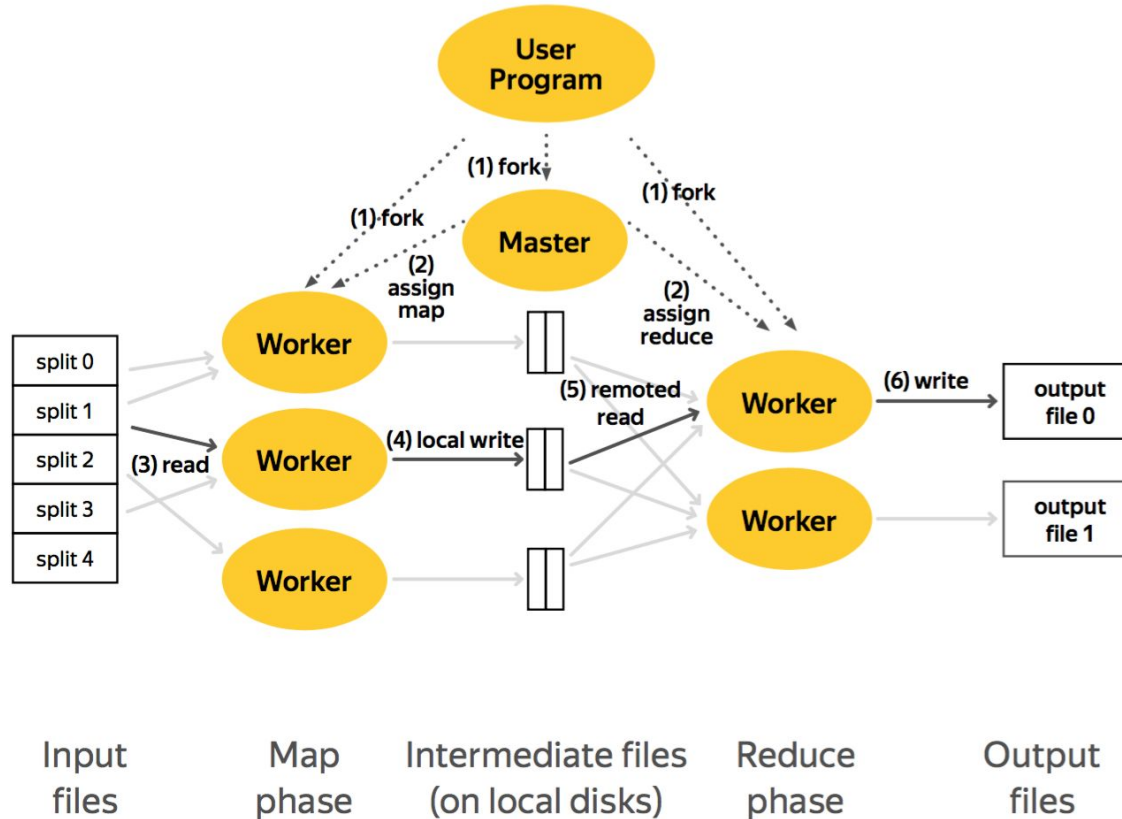 User
Program
(1) fork
(1) fork
(1) fork
Master
(2)
assign
map
(2)
assign
reduce
split 0
split 1
split 2
split 3
split 4
(3) read
Worker
Worker
Worker
(4) local write
(5) remoted
read
Worker
Worker
(6) write
output
file 0
output
file 1
Input
files
Map
phase
Intermediate files
(on local disks)
Reduce
phase
Output
files